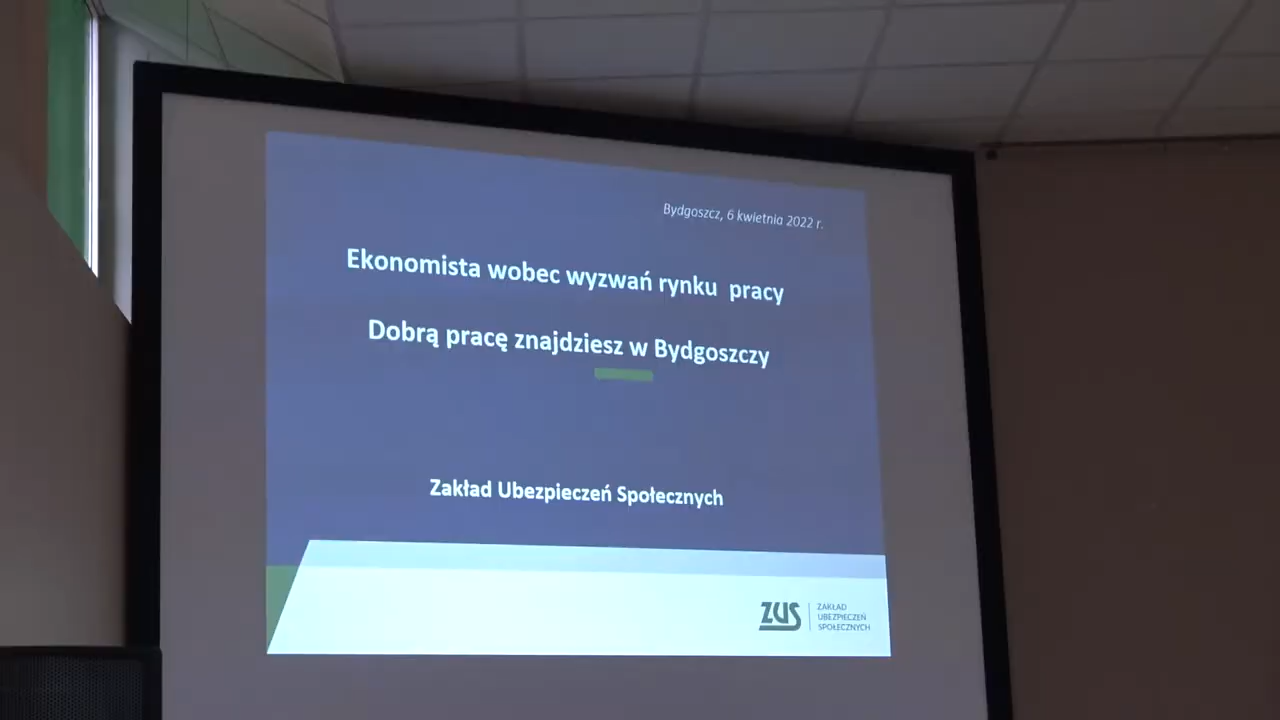 Bydgoszcz, 6 kwietnia 2022 r.
Ekonomista wobec wyzwań rynku pracy
Dobrą pracę znajdziesz w Bydgoszczy
Zakład Ubezpieczeń Społecznych
ZUS
ZAKŁAD
UBEZPIECZEŃ
SPOŁECZNYCH